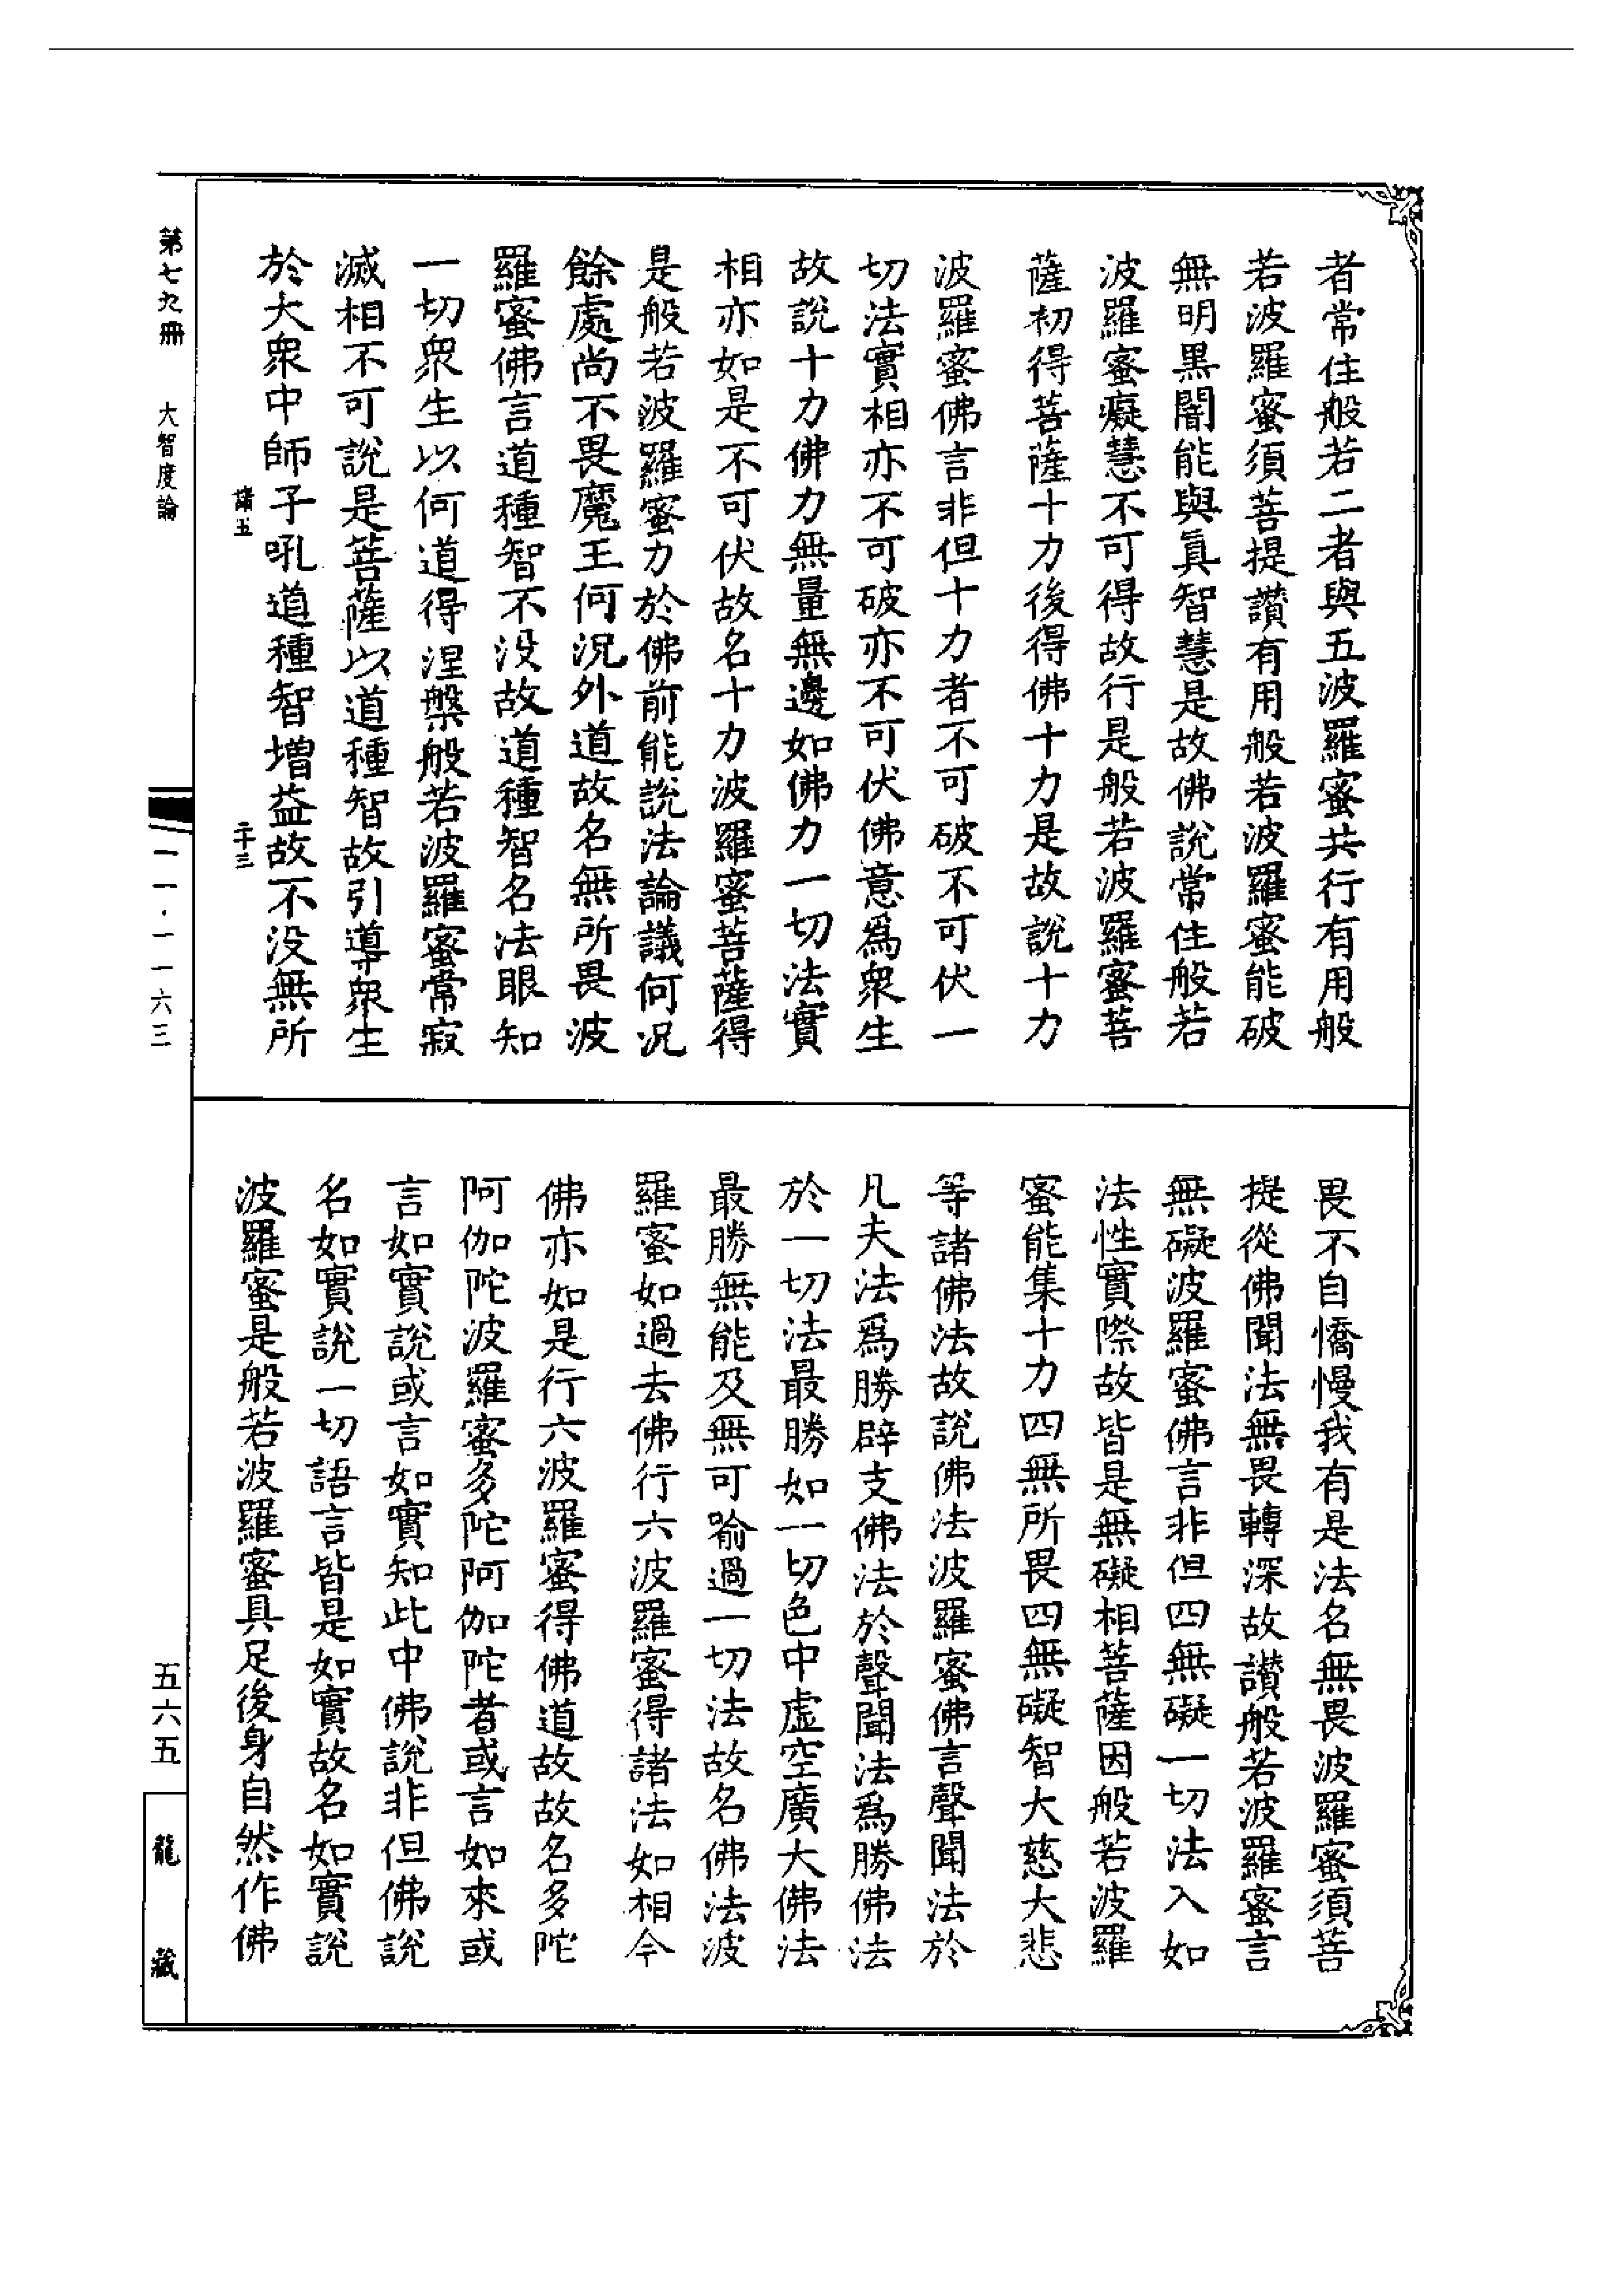 者常住般若二者與五波羅蜜共行有用般
若波羅蜜須菩提讚有用般若波羅蜜能破
無明黑闇能與眞智慧是故佛說常住般若
波羅蜜癡慧不可得故行是般若波羅蜜菩
薩初得菩薩十力後得佛十力是故說十力
波羅蜜佛言非但十力者不可破不可伏一
切法實相亦不可破亦不可伏佛意爲衆生
故說十力佛力無量無邊如佛力一切法實
相亦如是不可伏故名十力波羅蜜菩薩得
是般若波羅蜜力於佛前能說法論議何況
餘處尚不畏魔王何況外道故名無所畏波
羅蜜佛言道種智不没故道種智名法眼知
一切衆生以何道得涅槃般若波羅蜜常寂
滅相不可說是菩薩以道種智故引導衆生
於大衆中師子吼道種智增益故不没無所
諸五
二十三
畏不自憍慢我有是法名無畏波羅蜜須菩
提從佛聞法無畏轉深故讃般若波羅蜜言
無礙波羅蜜佛言非但四無礙一切法入如
法性實際故皆是無礙相菩薩因般若波羅
蜜能集十力四無所畏四無礙智大慈大悲
等諸佛法故說佛法波羅蜜佛言聲聞法於
凡夫法爲勝辟支佛法於聲聞法爲勝佛法
於一切法最勝如一切色中虛空廣大佛法
最勝無能及無可喻過一切法故名佛法波
羅蜜如過去佛行六波羅蜜得諸法如相今
佛亦如是行六波羅蜜得佛道故故名多陀
阿伽陀波羅蜜多陀阿伽陀者或言如來或
言如實說或言如實知此中佛說非但佛說
名如實說一切語言皆是如實故名如實說
波羅蜜是般若波羅蜜具足後身自然作佛
第七九冊　大智度論
一一·一一六三
五六五
龍藏